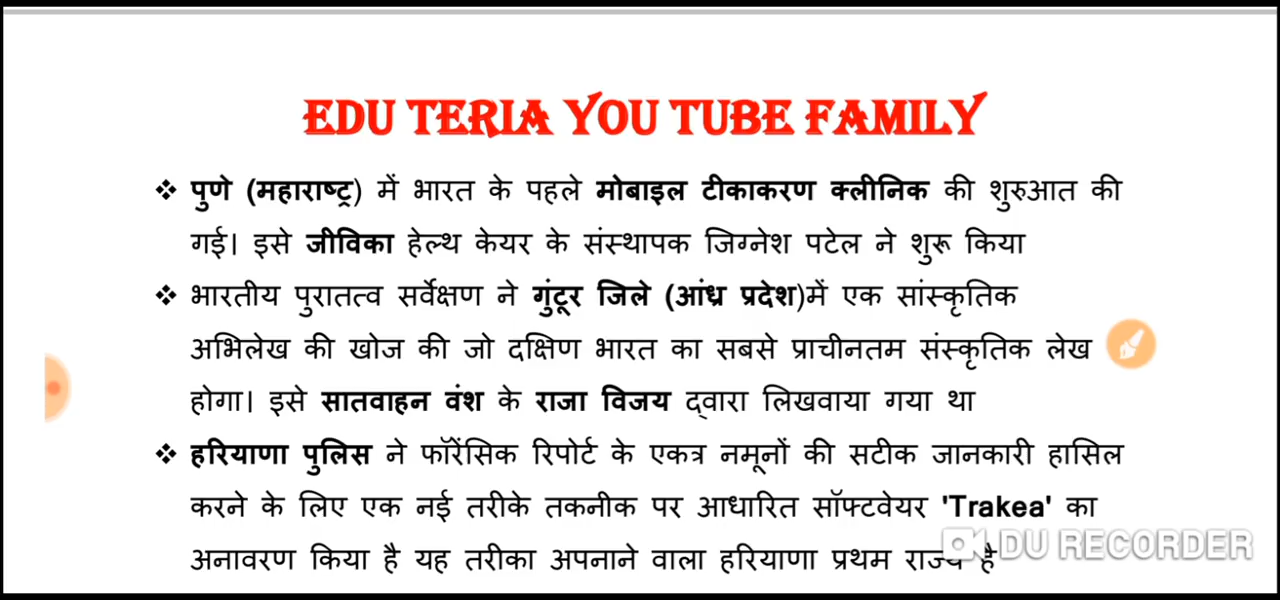 EDU TERIA YOU TUBE FAMILY
❖ पुणे (महाराष्ट्र) में भारत के पहले मोबाइल टीकाकरण क्लीनिक की शुरुआत की
गई। इसे जीविका हेल्थ केयर के संस्थापक जिग्नेश पटेल ने शुरू किया
❖ भारतीय पुरातत्व सर्वेक्षण ने गुंटूर जिले (आंध्र प्रदेश)में एक सांस्कृतिक
अभिलेख की खोज की जो दक्षिण भारत का सबसे प्राचीनतम संस्कृतिक लेख
होगा। इसे सातवाहन वंश के राजा विजय द्वारा लिखवाया गया था
❖ हरियाणा पुलिस ने फॉरेंसिक रिपोर्ट के एकत्र नमूनों की सटीक जानकारी हासिल
करने के लिए एक नई तरीके तकनीक पर आधारित सॉफ्टवेयर 'Trakea' का
अनावरण किया है यह तरीका अपनाने वाला हरियाणा प्रथम राज्य है
DU RECORDER